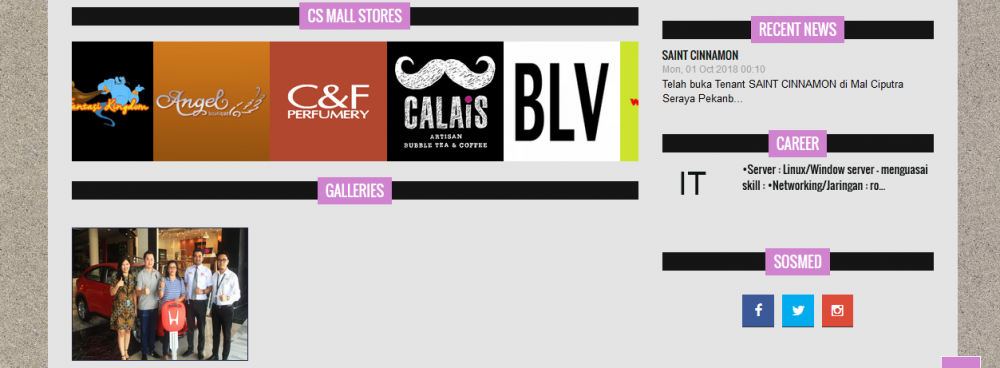 CS MALL STORES
Fantasi Kingdom
Angel
C&F
PERFUMERY
CALAiS
ARTISAN
BUBBLE TEA & COFFEE
BLV
GALLERIES
RECENT NEWS
SAINT CINNAMON
Mon, 01 Oct 2018 00:10
Telah buka Tenant SAINT CINNAMON di Mal Ciputra
Seraya Pekanb...
CAREER
IT
•Server : Linux/Window server - menguasai
skill : •Networking/Jaringan : ro...
SOSMED